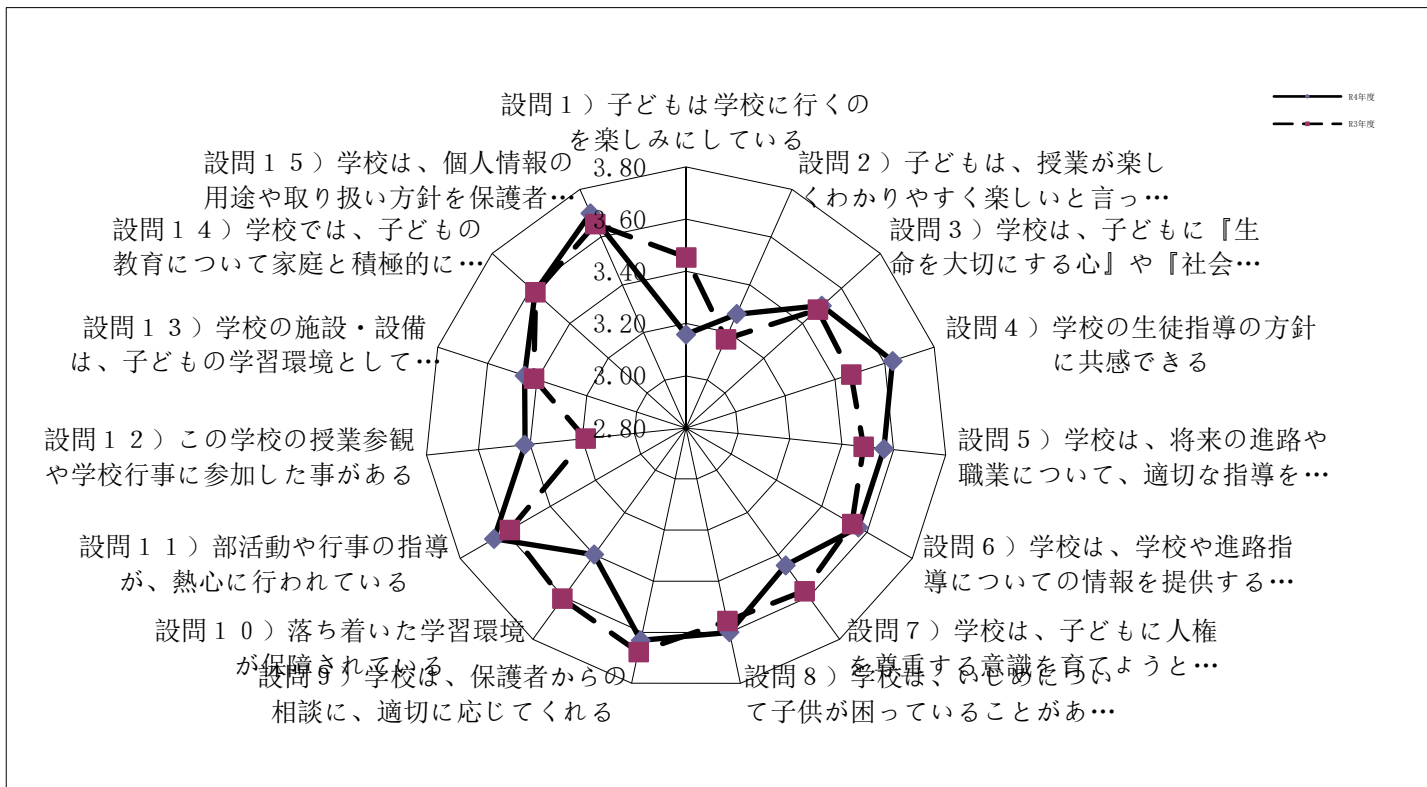 設問１）子どもは学校に行くの
を楽しみにしている
設問２）子どもは、授業が楽し
くわかりやすく楽しいと言っ…
設問３）学校は、子どもに『生
命を大切にする心』や『社会…
設問４）学校の生徒指導の方針
に共感できる
設問５）学校は、将来の進路や
職業について、適切な指導を…
設問６）学校は、学校や進路指
導についての情報を提供する…
設問７）学校は、子どもに人権
を尊重する意識を育てようと…
設問８）学校は、いじめについ
て子供が困っていることがあ…
設問９）学校は、保護者からの
相談に、適切に応じてくれる
設問１０）落ち着いた学習環境
が保障されている
設問１１）部活動や行事の指導
が、熱心に行われている
設問１２）この学校の授業参観
や学校行事に参加した事がある
設問１３）学校の施設・設備
は、子どもの学習環境として…
設問１４）学校では、子どもの
教育について家庭と積極的に…
設問１５）学校は、個人情報の
用途や取り扱い方針を保護者…
3.80
3.60
3.40
3.20
3.00
2.80
R4年度
R3年度